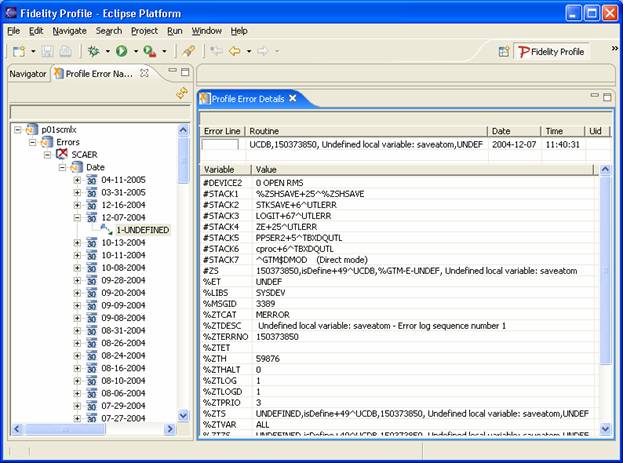 Fidelity Profile - Eclipse Platform
File Edit Navigate Search Project Run Window Help
Fidelity Profile
Navigator Profile Error Na...
p01scmlx
Errors
SCAER
Date
04-11-2005
03-31-2005
12-16-2004
12-07-2004
1-UNDEFINED
10-13-2004
10-11-2004
10-08-2004
09-28-2004
09-20-2004
09-09-2004
09-08-2004
08-31-2004
08-26-2004
08-24-2004
08-16-2004
08-10-2004
08-06-2004
07-29-2004
07-27-2004
Profile Error Details
Error Line Routine Date Time Uid
UCDB,150373850, Undefined local variable: saveatom,UNDEF 2004-12-07 11:40:31
Variable Value
#DEVICE2 0 OPEN RMS
#STACK1 %ZSHSAVE+25^%ZSHSAVE
#STACK2 STKSAVE+6^UTLERR
#STACK3 LOGIT+67^UTLERR
#STACK4 ZE+25^UTLERR
#STACK5 PPSER2+5^TBXDQUTL
#STACK6 cproc+6^TBXDQUTL
#STACK7 ^GTM$DMOD (Direct mode)
#ZS 150373850,isDefine+49^UCDB,%GTM-E-UNDEF, Undefined local variable: saveatom
%ET UNDEF
%LIBS SYSDEV
%MSGID 3389
%ZTCAT MERROR
%ZTDESC Undefined local variable: saveatom - Error log sequence number 1
%ZTERRNO 150373850
%ZTET
%ZTH 59876
%ZTHALT 0
%ZTLOG 1
%ZTLOGD 1
%ZTPRIO 3
%ZTS UNDEFINED,isDefine+49^UCDB,150373850, Undefined local variable: saveatom,UNDEF
%ZTVAR ALL
%ZTZS UNDEFINED,isDefine+49^UCDB,150373850, Undefined local variable: saveatom,UNDEF